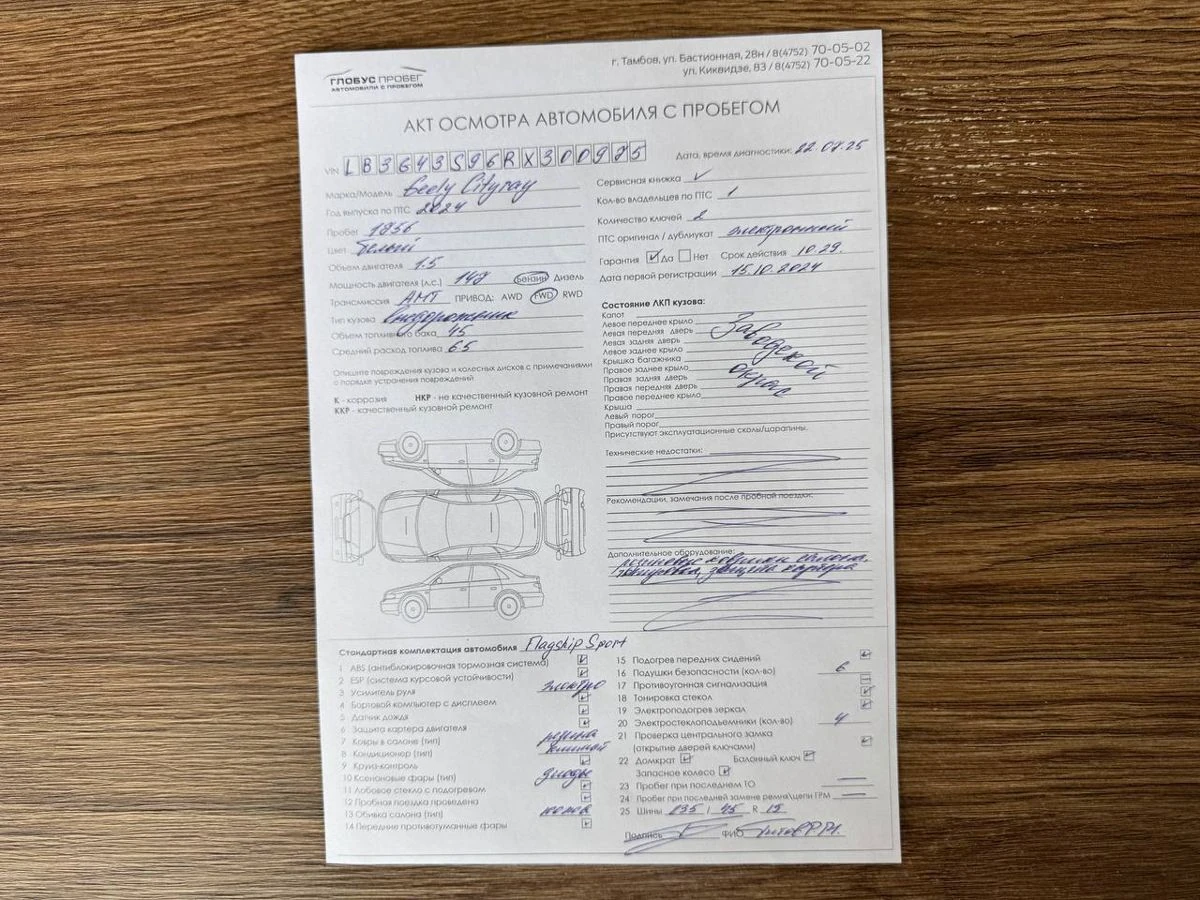 ГЛОБУС ПРОБЕГ
АВТОМОБИЛИ С ПРОБЕГОМ
г. Тамбов, ул. Бастионная, 28н / 8(4752) 70-05-02
ул. Киквидзе, 83 / 8(4752) 70-05-22
АКТ ОСМОТРА АВТОМОБИЛЯ С ПРОБЕГОМ
VIN LB3643S96RX300975
Дата, время диагностики: 22.07.25
Марка/Модель Geely Cityray
Год выпуска по ПТС 2024
Пробег 1856
Цвет белый
Объем двигателя 1.5
Мощность двигателя (л.с.) 147 Бензин Дизель
Трансмиссия АМТ ПРИВОД: AWD FWD RWD
Тип кузова Внедорожник
Объем топливного бака 45
Средний расход топлива 6.5
Опишите повреждения кузова и колесных дисков с примечаниями
о порядке устранения повреждений
К - коррозия НКР - не качественный кузовной ремонт
ККР - качественный кузовной ремонт
Сервисная книжка ✓
Кол-во владельцев по ПТС 1
Количество ключей 2
ПТС оригинал / дубликат электронный
Гарантия Да Нет Срок действия 10.29.
Дата первой регистрации 15.10.2024
Состояние ЛКП кузова:
Капот
Левое переднее крыло
Левая передняя дверь
Левая задняя дверь
Левое заднее крыло
Крышка багажника
Правое заднее крыло
Правая задняя дверь
Правая передняя дверь
Правое переднее крыло
Крыша
Левый порог
Правый порог
Заводской
окрас
Присутствуют эксплуатационные сколы/царапины.
Технические недостатки:
Рекомендации, замечания после пробной поездки:
Дополнительное оборудование:
резиновые коврики салона,
тонировка, защита картера
Стандартная комплектация автомобиля Flagship Sport
1 ABS (антиблокировочная тормозная система)
2 ESP (система курсовой устойчивости)
3 Усилитель руля электро
4 Бортовой компьютер с дисплеем
5 Датчик дождя
6 Защита картера двигателя
7 Ковры в салоне (тип) резина
8 Кондиционер (тип) климат
9 Круиз-контроль
10 Ксеноновые фары (тип) диоды
11 Лобовое стекло с подогревом
12 Пробная поездка проведена
13 Обивка салона (тип)
14 Передние противотуманные фары
15 Подогрев передних сидений
16 Подушки безопасности (кол-во) 6
17 Противоугонная сигнализация
18 Тонировка стекол
19 Электроподогрев зеркал
20 Электростеклоподъемники (кол-во) 4
21 Проверка центрального замка
(открытие дверей ключами)
22 Домкрат Балонный ключ
Запасное колесо
23 Пробег при последнем ТО
24 Пробег при последней замене ремня\цепи ГРМ
25 Шины / 45 R
Подпись ФИО